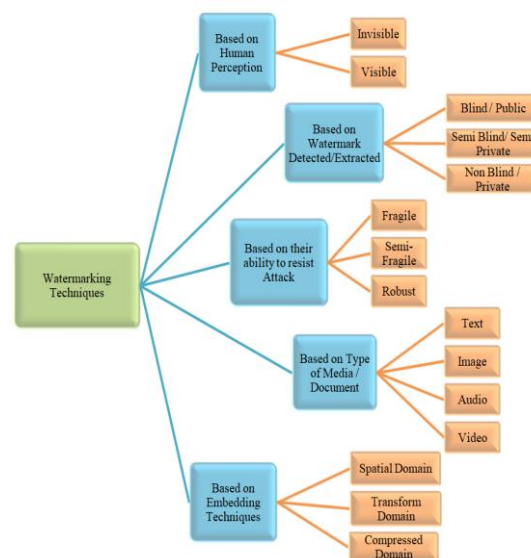 Based on
Human
Perception
Invisible
Visible
Based on
Watermark
Detected/Extracted
Blind / Public
Semi Blind/ Semi
Private
Non Blind /
Private
Watermarking
Techniques
Based on their
ability to resist
Attack
Fragile
Semi-
Fragile
Robust
Based on Type
of Media /
Document
Text
Image
Audio
Video
Based on
Embedding
Techniques
Spatial Domain
Transform
Domain
Compressed
Domain